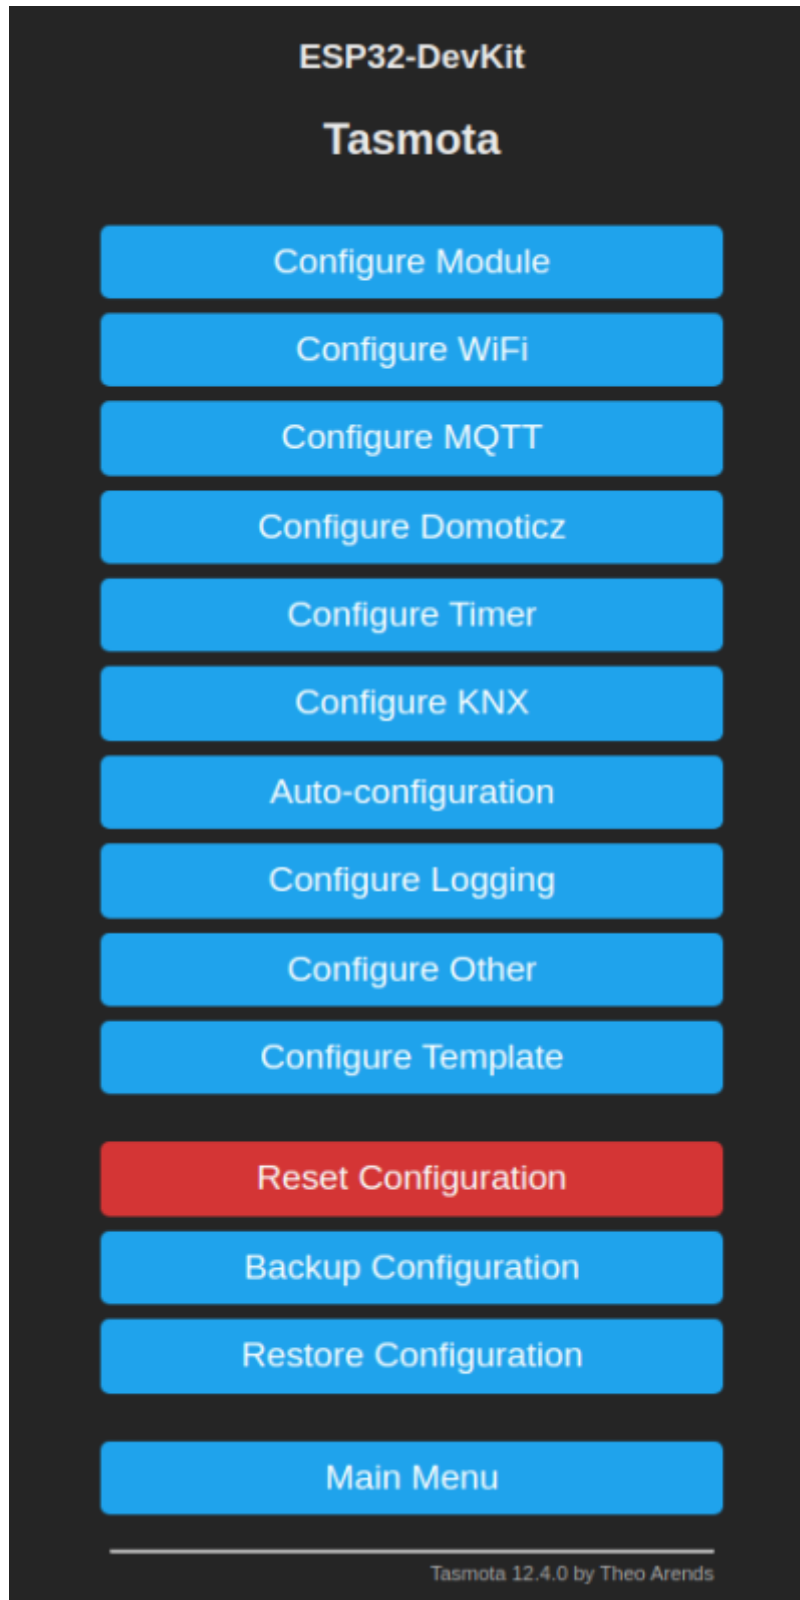 ESP32-DevKit
Tasmota
Configure Module
Configure WiFi
Configure MQTT
Configure Domoticz
Configure Timer
Configure KNX
Auto-configuration
Configure Logging
Configure Other
Configure Template
Reset Configuration
Backup Configuration
Restore Configuration
Main Menu
Tasmota 12.4.0 by Theo Arends